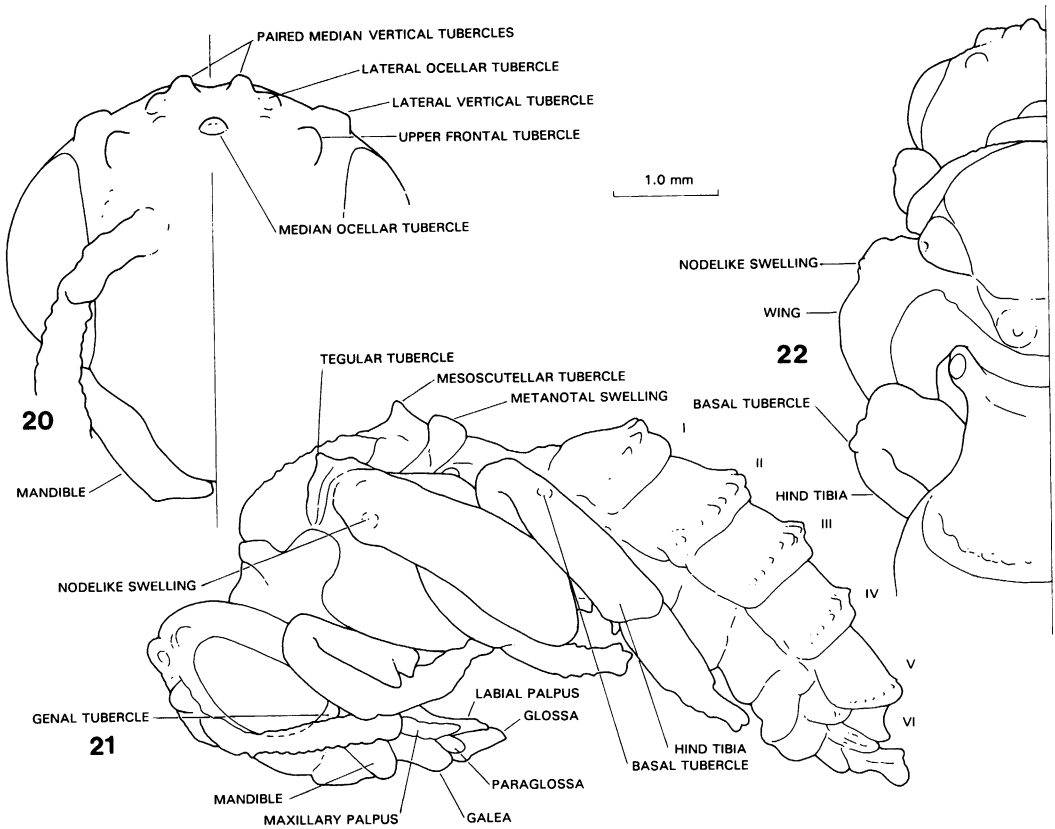 PAIRED MEDIAN VERTICAL TUBERCLES
LATERAL OCELLAR TUBERCLE
LATERAL VERTICAL TUBERCLE
UPPER FRONTAL TUBERCLE
1.0 mm
MEDIAN OCELLAR TUBERCLE
20
MANDIBLE
NODELIKE SWELLING
WING
22
BASAL TUBERCLE
HIND TIBIA
TEGULAR TUBERCLE
MESOSCUTELLAR TUBERCLE
METANOTAL SWELLING
I
II
III
IV
V
VI
NODELIKE SWELLING
GENAL TUBERCLE
21
LABIAL PALPUS
GLOSSA
HIND TIBIA
BASAL TUBERCLE
PARAGLOSSA
MANDIBLE
MAXILLARY PALPUS
GALEA